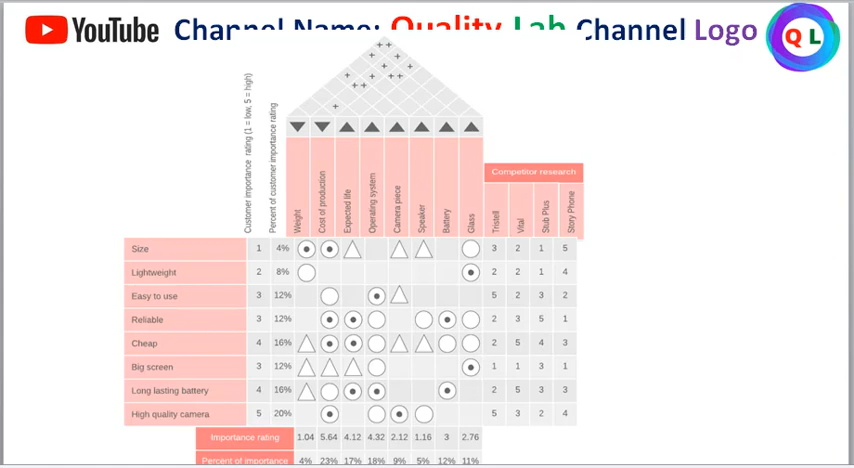 YouTube Channel Name: Quality Lab Channel Logo QL
Customer importance rating (1 = low, 5 = high)
Percent of customer importance rating
Weight
Cost of production
Expected life
Operating system
Camera piece
Speaker
Battery
Glass
Competitor research
Tristell
Vital
Stub Plus
Story Phone
Size 1 4% 3 2 1 5
Lightweight 2 8% 2 2 1 4
Easy to use 3 12% 5 2 3 2
Reliable 3 12% 2 3 5 1
Cheap 4 16% 2 5 4 3
Big screen 3 12% 1 1 3 1
Long lasting battery 4 16% 2 5 3 3
High quality camera 5 20% 5 3 2 4
Importance rating 1.04 5.64 4.12 4.32 2.12 1.16 3 2.76
Percent of importance 4% 23% 17% 18% 9% 5% 12% 11%